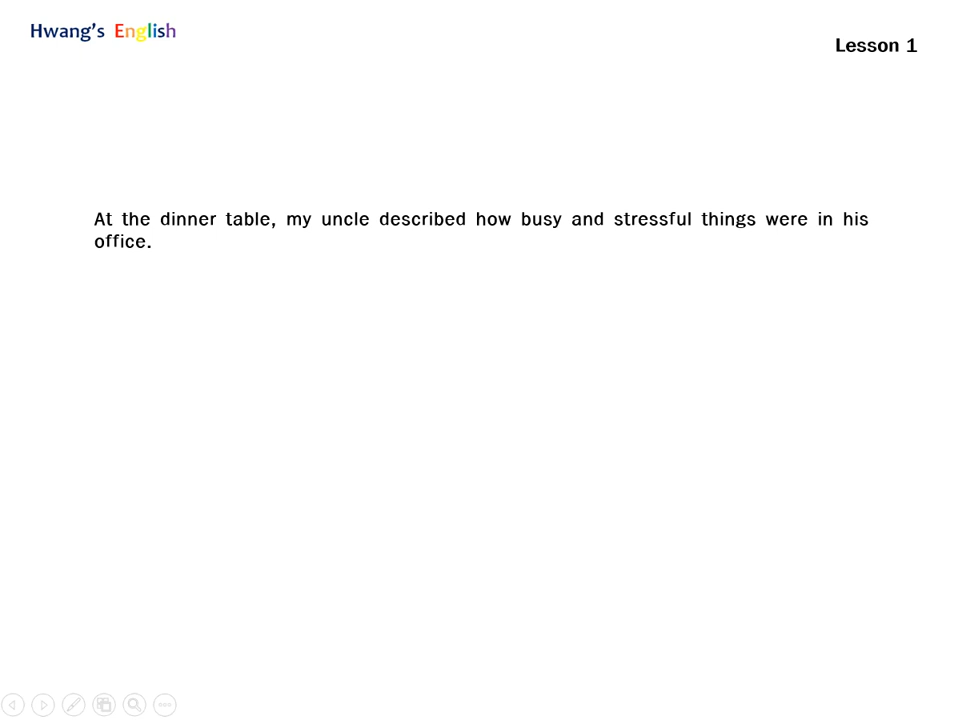 Hwang's English
Lesson 1
At the dinner table, my uncle described how busy and stressful things were in his
office.